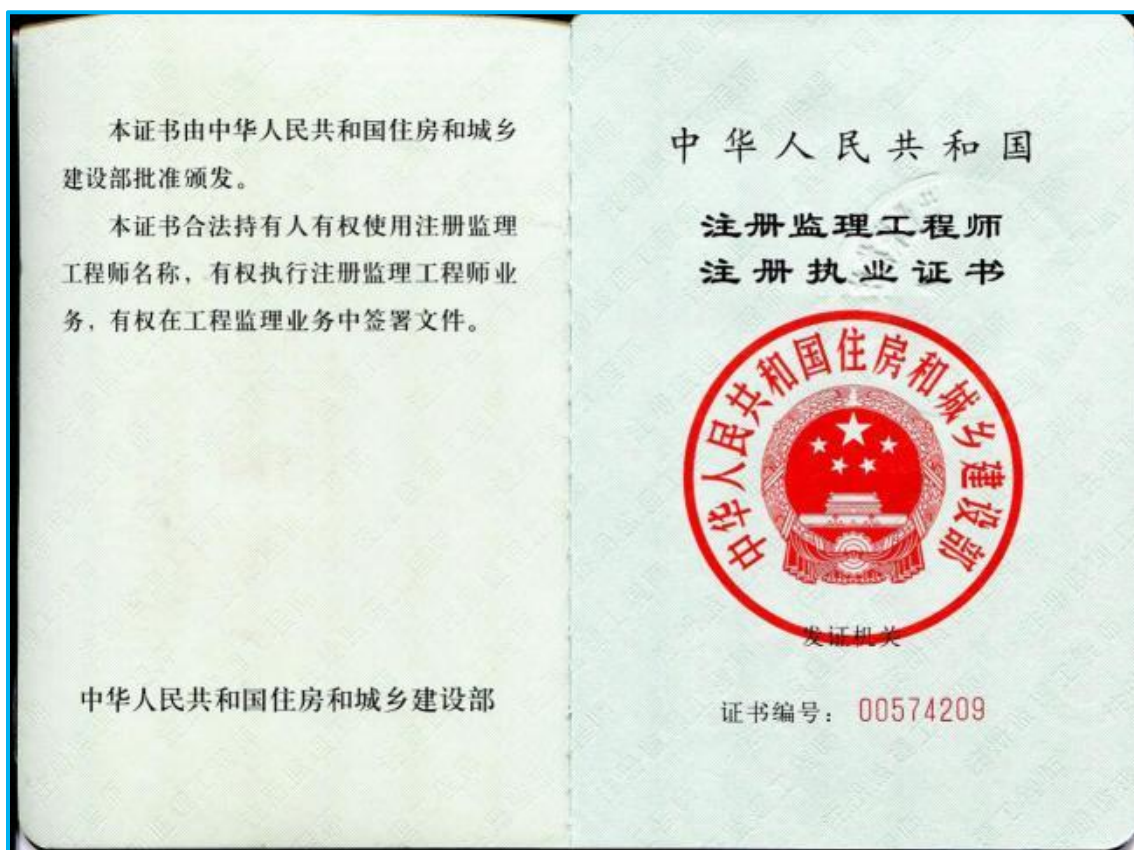 本证书由中华人民共和国住房和城乡
建设部批准颁发。
本证书合法持有人有权使用注册监理
工程师名称，有权执行注册监理工程师业
务，有权在工程监理业务中签署文件。
中华人民共和国住房和城乡建设部
中华人民共和国
注册监理工程师
注册执业证书
中华人民共和国住房和城乡建设部
发证机关
证书编号：00574209